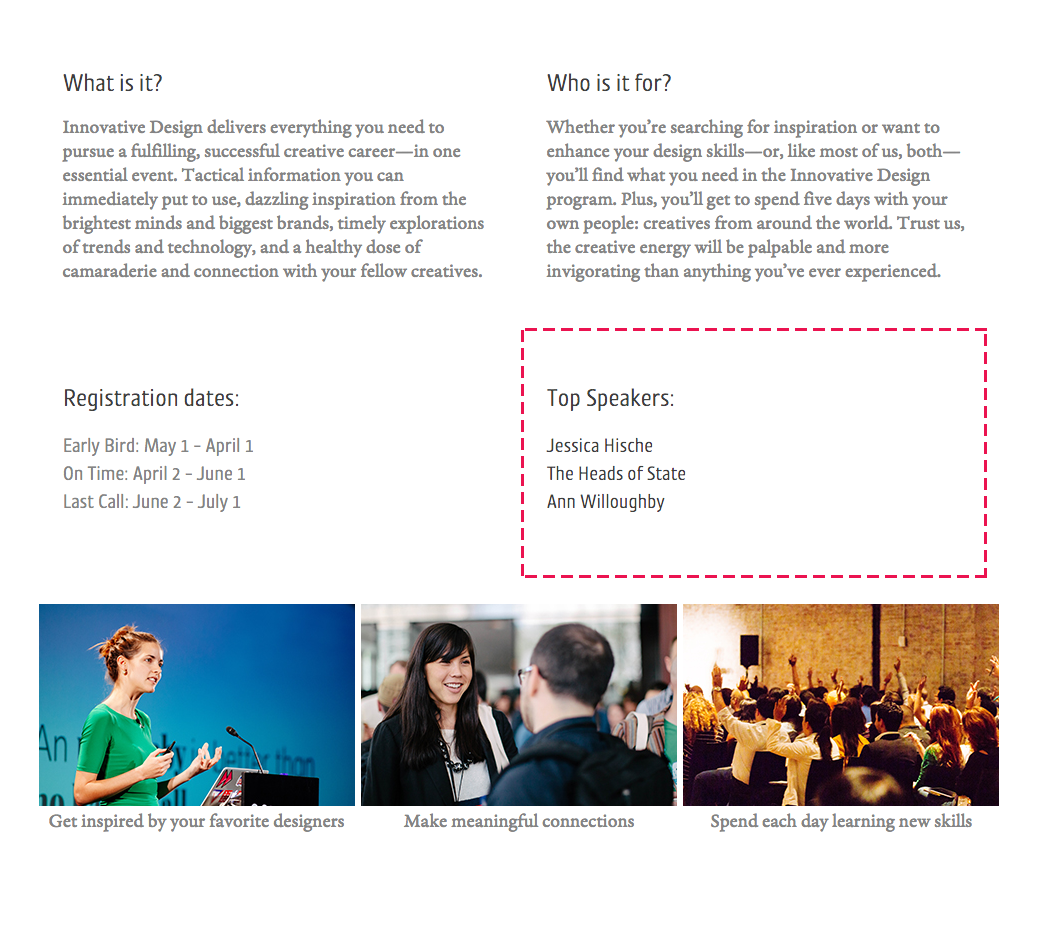 What is it?
Innovative Design delivers everything you need to
pursue a fulfilling, successful creative career—in one
essential event. Tactical information you can
immediately put to use, dazzling inspiration from the
brightest minds and biggest brands, timely explorations
of trends and technology, and a healthy dose of
camaraderie and connection with your fellow creatives.
Who is it for?
Whether you’re searching for inspiration or want to
enhance your design skills—or, like most of us, both—
you’ll find what you need in the Innovative Design
program. Plus, you’ll get to spend five days with your
own people: creatives from around the world. Trust us,
the creative energy will be palpable and more
invigorating than anything you’ve ever experienced.
Registration dates:
Early Bird: May 1 – April 1
On Time: April 2 – June 1
Last Call: June 2 – July 1
Top Speakers:
Jessica Hische
The Heads of State
Ann Willoughby
An is better than
no
Get inspired by your favorite designers
Make meaningful connections
Spend each day learning new skills